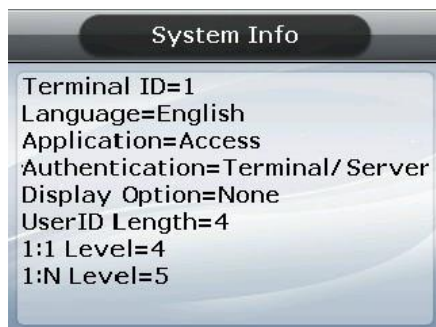 System Info
Terminal ID=1
Language=English
Application=Access
Authentication=Terminal/Server
Display Option=None
UserID Length=4
1:1 Level=4
1:N Level=5